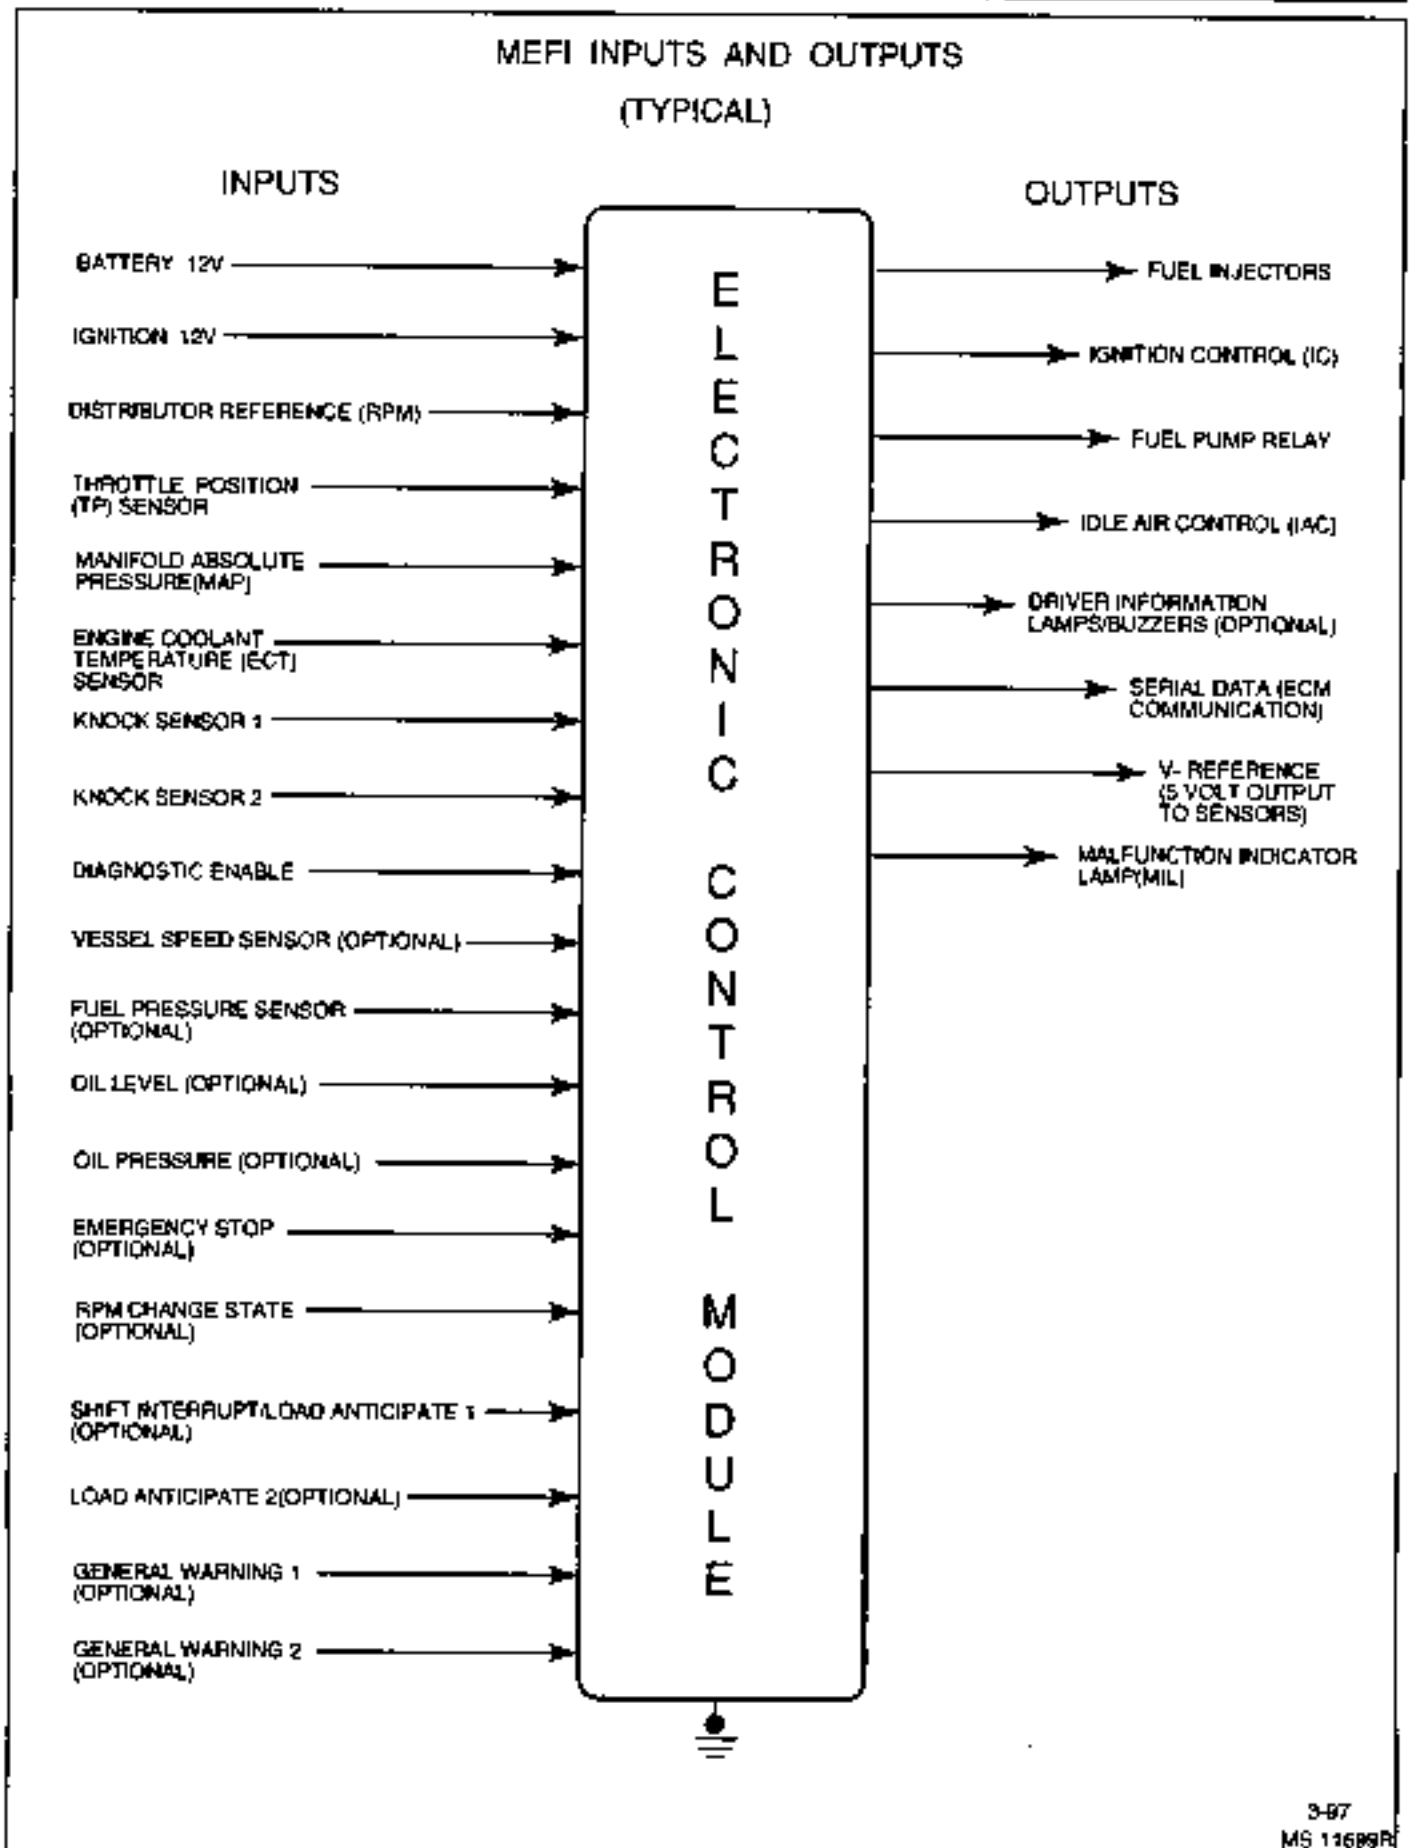 MEFI INPUTS AND OUTPUTS
(TYPICAL)
INPUTS
BATTERY 12V
IGNITION 12V
DISTRIBUTOR REFERENCE (RPM)
THROTTLE POSITION
(TP) SENSOR
MANIFOLD ABSOLUTE
PRESSURE(MAP)
ENGINE COOLANT
TEMPERATURE (ECT)
SENSOR
KNOCK SENSOR 1
KNOCK SENSOR 2
DIAGNOSTIC ENABLE
VESSEL SPEED SENSOR (OPTIONAL)
FUEL PRESSURE SENSOR
(OPTIONAL)
OIL LEVEL (OPTIONAL)
OIL PRESSURE (OPTIONAL)
EMERGENCY STOP
(OPTIONAL)
RPM CHANGE STATE
(OPTIONAL)
SHIFT INTERRUPT/LOAD ANTICIPATE 1
(OPTIONAL)
LOAD ANTICIPATE 2(OPTIONAL)
GENERAL WARNING 1
(OPTIONAL)
GENERAL WARNING 2
(OPTIONAL)
ELECTRONIC CONTROL MODULE
OUTPUTS
FUEL INJECTORS
IGNITION CONTROL (IC)
FUEL PUMP RELAY
IDLE AIR CONTROL (IAC)
DRIVER INFORMATION
LAMPS/BUZZERS (OPTIONAL)
SERIAL DATA (ECM
COMMUNICATION)
V- REFERENCE
(5 VOLT OUTPUT
TO SENSORS)
MALFUNCTION INDICATOR
LAMP(MIL)
3-97
MS